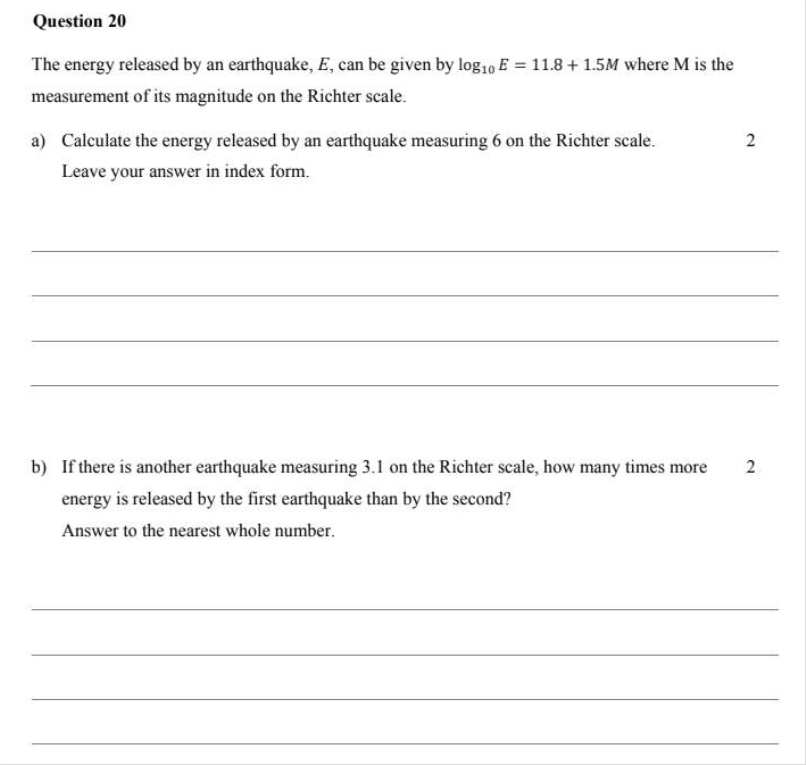 Question 20
The energy released by an earthquake, E, can be given by log₁₀ E = 11.8 + 1.5M where M is the
measurement of its magnitude on the Richter scale.
a) Calculate the energy released by an earthquake measuring 6 on the Richter scale. 2
Leave your answer in index form.
b) If there is another earthquake measuring 3.1 on the Richter scale, how many times more 2
energy is released by the first earthquake than by the second?
Answer to the nearest whole number.